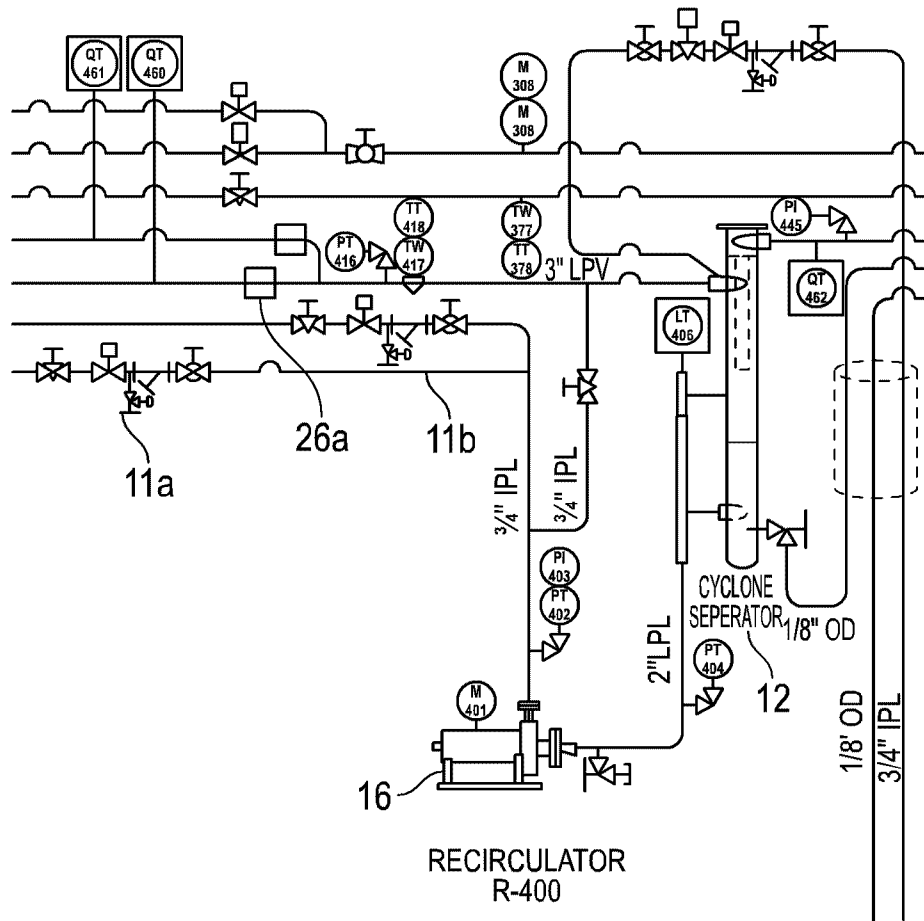 QT
461
QT
460
M
308
M
308
TT
418
TW
417
PT
416
TW
377
TT
378
3" LPV
PI
445
QT
462
LT
406
D
D
D
11a
26a
11b
3/4" IPL
3/4" IPL
PI
403
PT
402
CYCLONE
SEPERATOR
1/8" OD
12
2"LPL
PT
404
M
401
16
1/8' OD
3/4" IPL
RECIRCULATOR
R-400